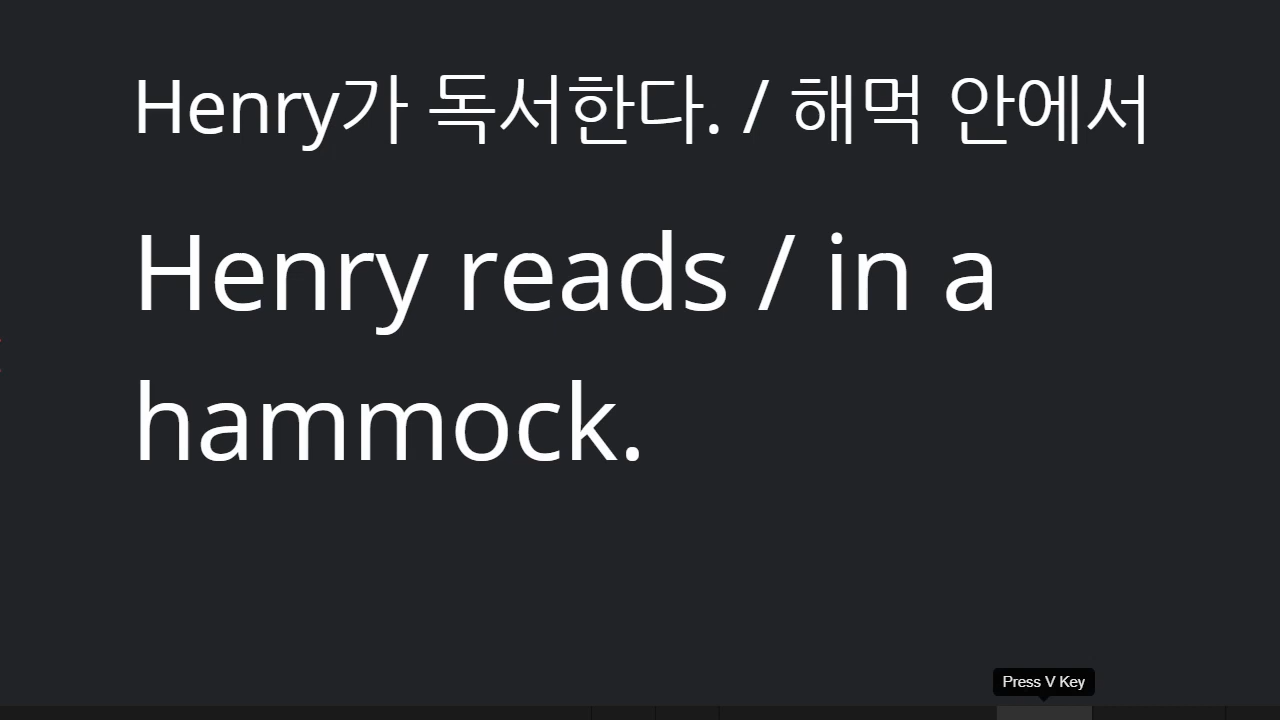 Henry가 독서한다. / 해먹 안에서
Henry reads / in a
hammock.
Press V Key